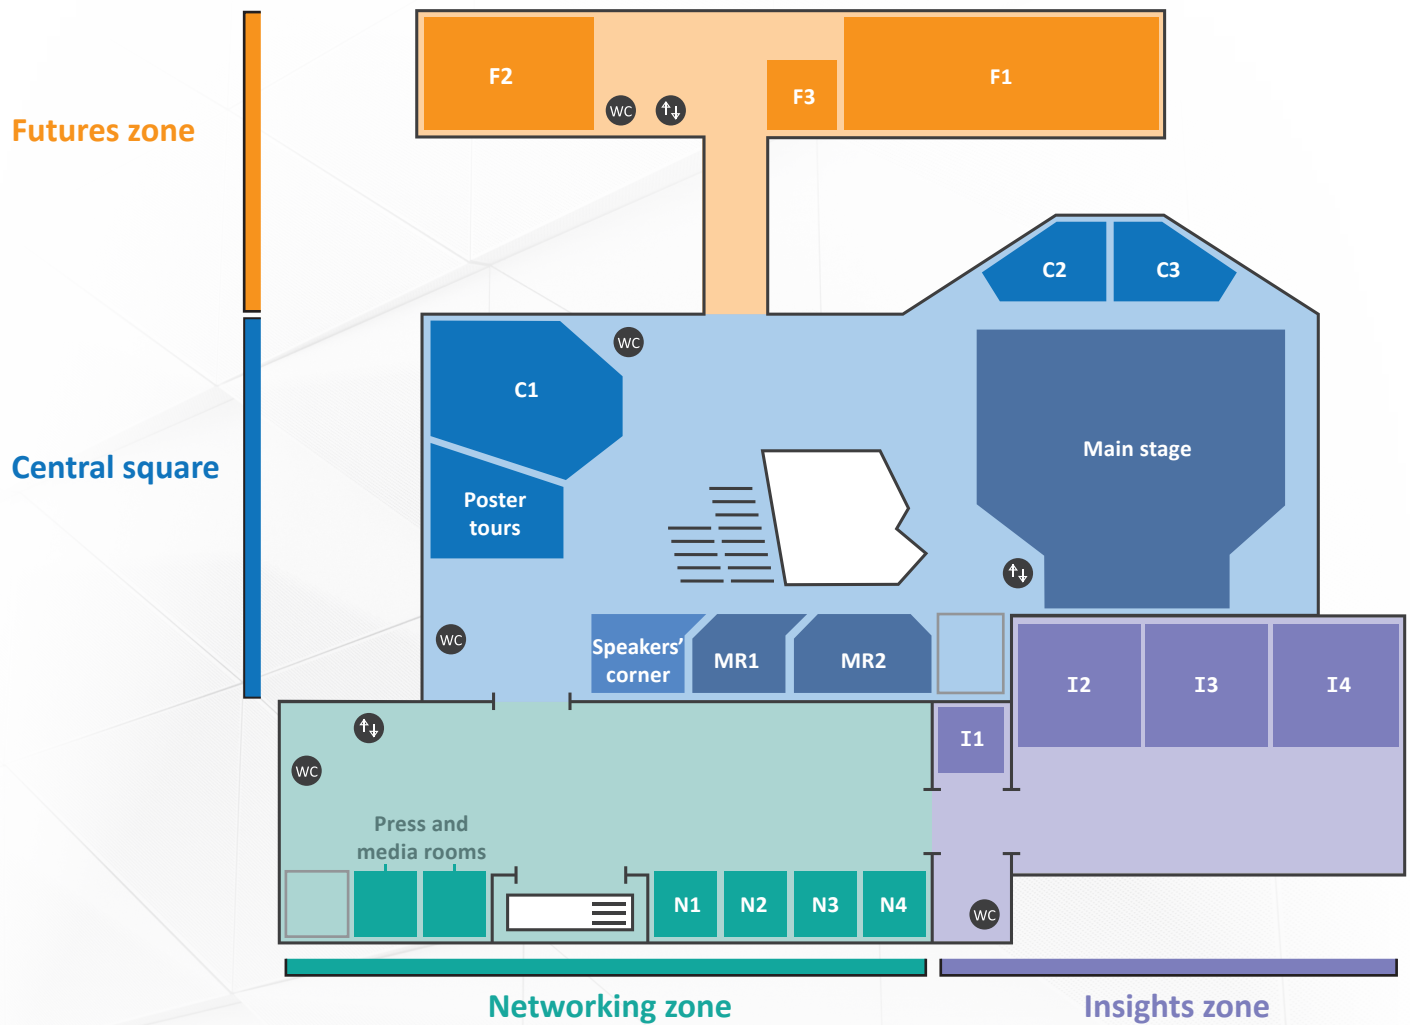 F2
F3
F1
WC
Futures zone
C2
C3
WC
C1
Central square
Main stage
Poster
tours
WC
Speakers'
corner
MR1
MR2
I2
I3
I4
I1
WC
Press and
media rooms
N1
N2
N3
N4
WC
Networking zone
Insights zone